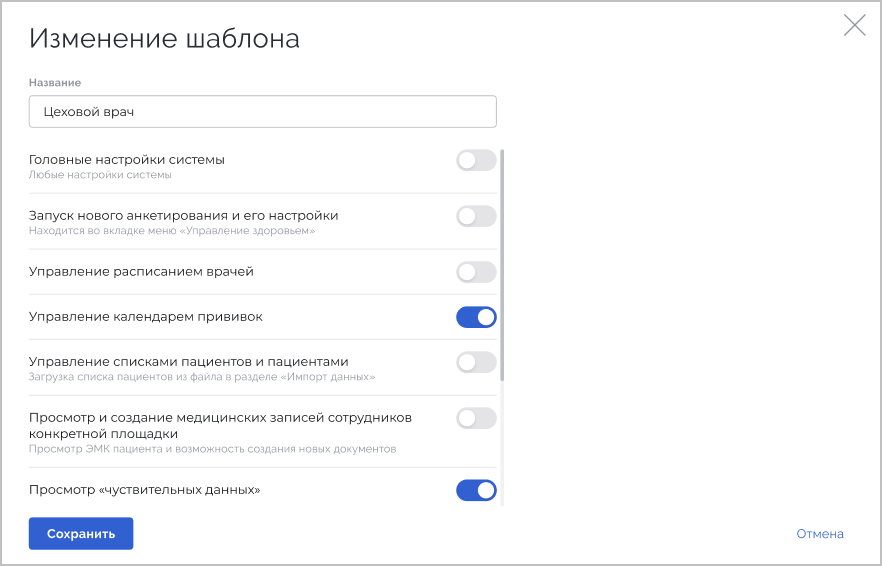 Изменение шаблона
Название
Цеховой врач
Головные настройки системы
Любые настройки системы
Запуск нового анкетирования и его настройки
Находится во вкладке меню «Управление здоровьем»
Управление расписанием врачей
Управление календарем прививок
Управление списками пациентов и пациентами
Загрузка списка пациентов из файла в разделе «Импорт данных»
Просмотр и создание медицинских записей сотрудников
конкретной площадки
Просмотр ЭМК пациента и возможность создания новых документов
Просмотр «чуствительных данных»
Сохранить
Отмена